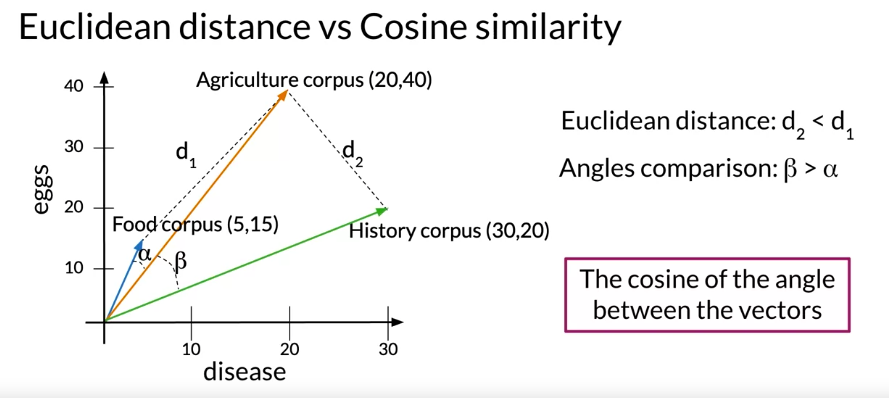 Euclidean distance vs Cosine similarity
40
Agriculture corpus (20,40)
30
d1
d2
eggs
20
Food corpus (5,15)
History corpus (30,20)
α
β
10
10
20
30
disease
Euclidean distance: d2 < d1
Angles comparison: β > α
The cosine of the angle
between the vectors